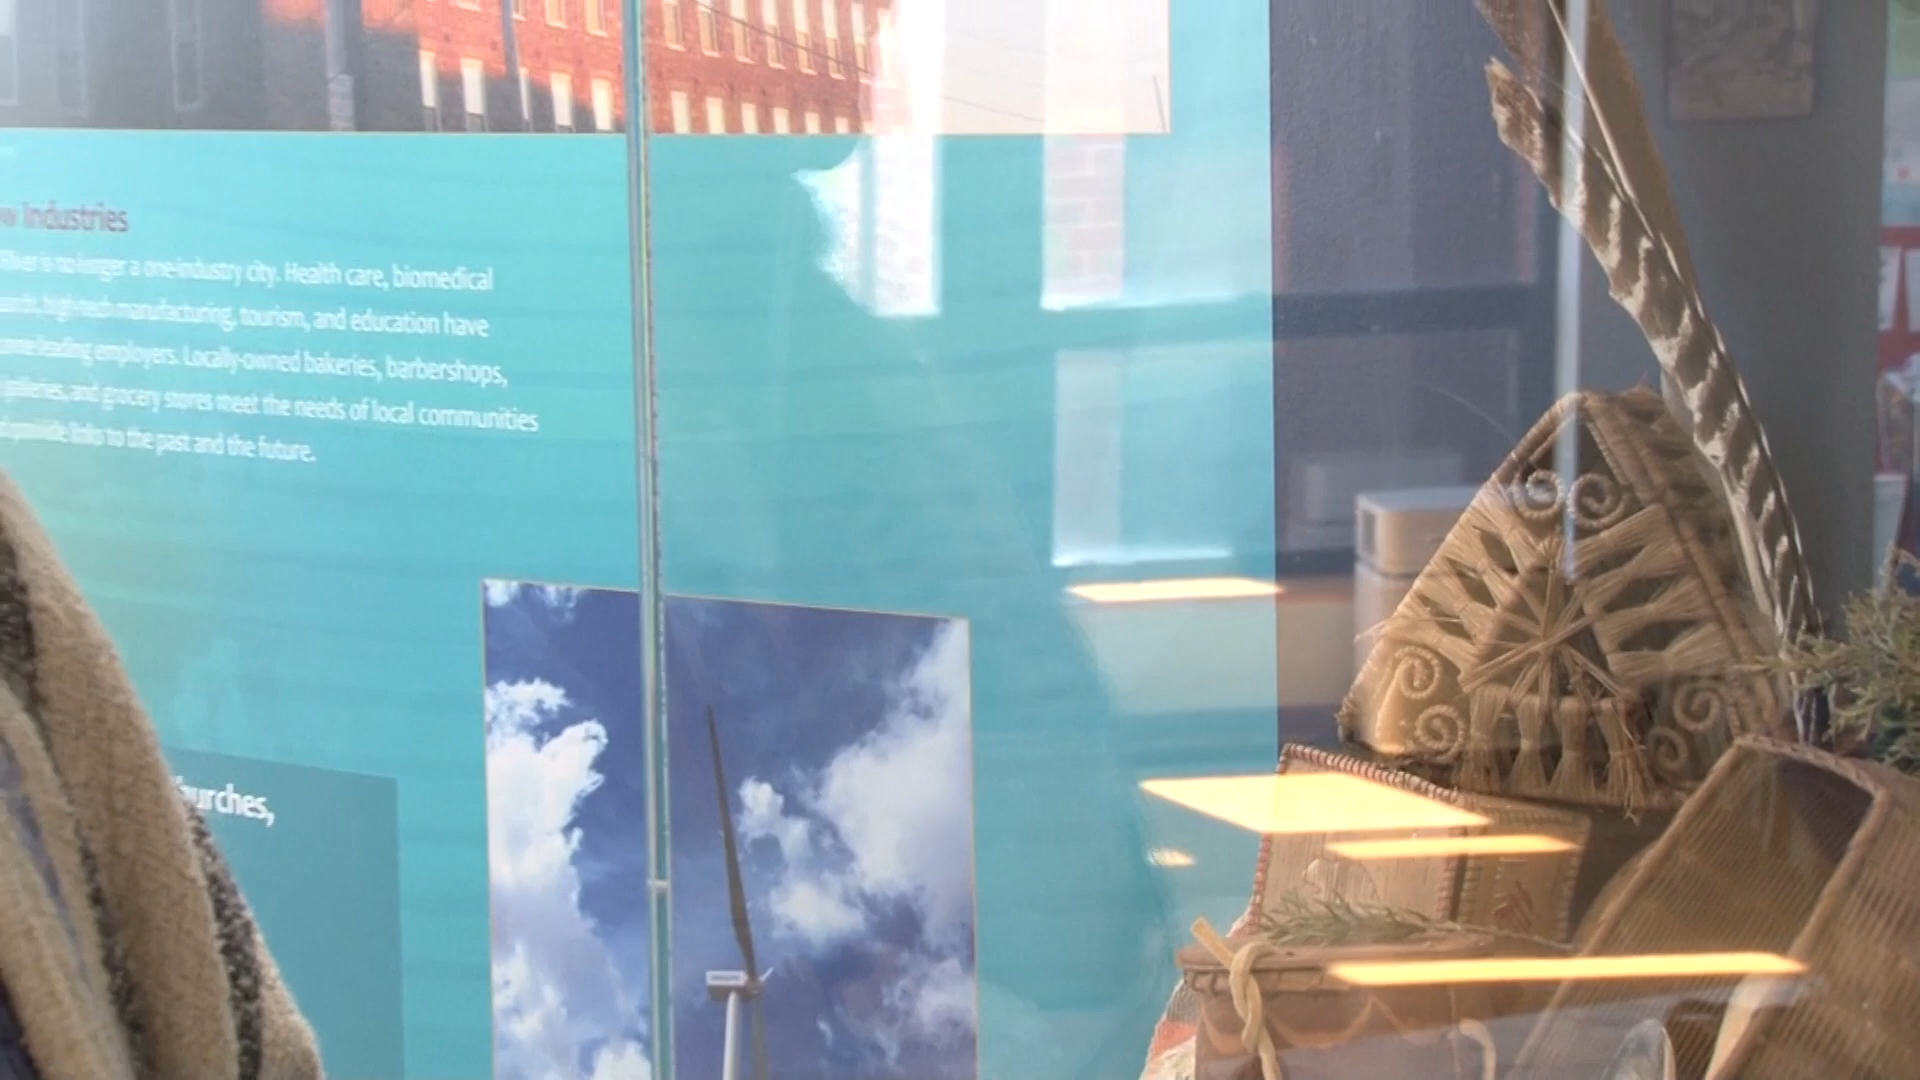 Industries
River is no longer a one-industry city. Health care, biomedical
high-tech manufacturing, tourism, and education have
leading employers. Locally-owned bakeries, barbershops,
galleries, and grocery stores meet the needs of local communities
links to the past and the future.